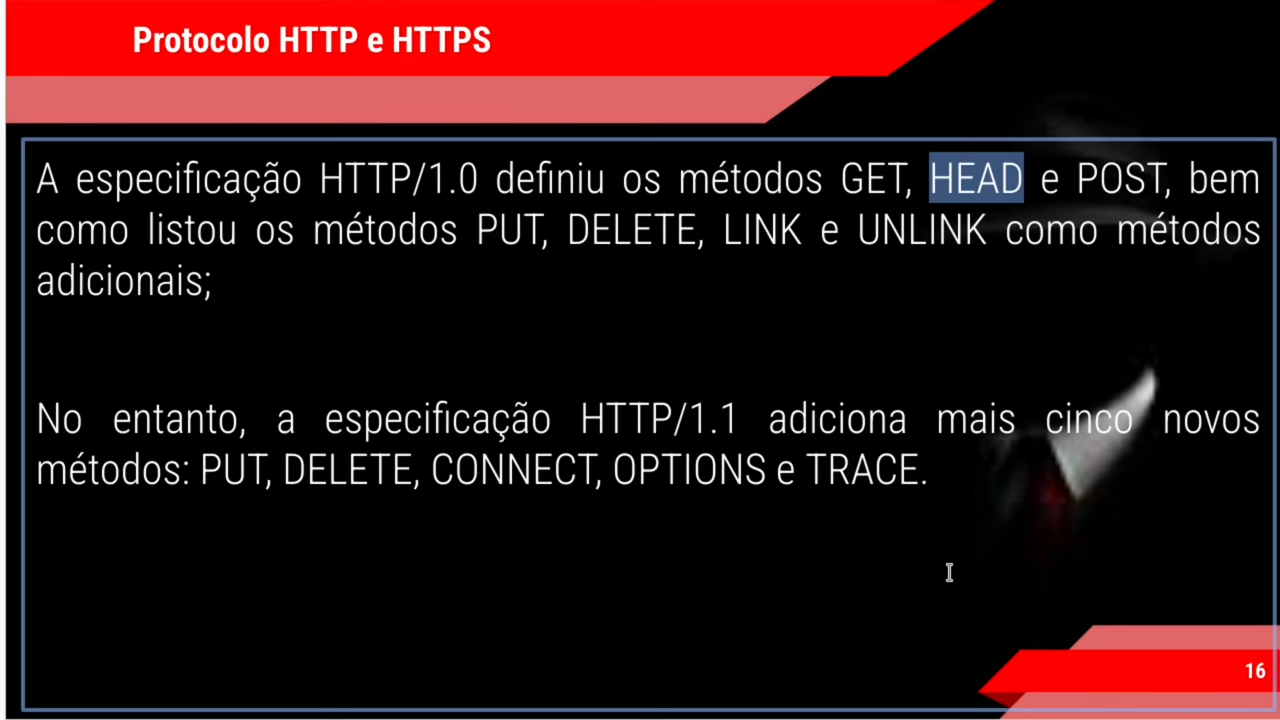 Protocolo HTTP e HTTPS
A especificação HTTP/1.0 definiu os métodos GET, HEAD e POST, bem
como listou os métodos PUT, DELETE, LINK e UNLINK como métodos
adicionais;
No entanto, a especificação HTTP/1.1 adiciona mais cinco novos
métodos: PUT, DELETE, CONNECT, OPTIONS e TRACE.
16